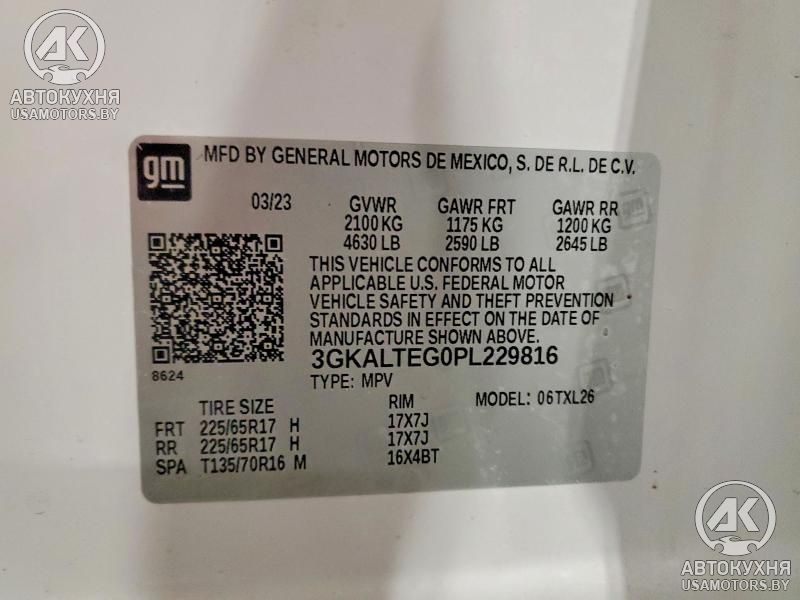 AK
АВТОКУХНЯ
USAMOTORS.BY
gm MFD BY GENERAL MOTORS DE MEXICO, S. DE R.L. DE C.V.
03/23 GVWR GAWR FRT GAWR RR
2100 KG 1175 KG 1200 KG
4630 LB 2590 LB 2645 LB
THIS VEHICLE CONFORMS TO ALL
APPLICABLE U.S. FEDERAL MOTOR
VEHICLE SAFETY AND THEFT PREVENTION
STANDARDS IN EFFECT ON THE DATE OF
MANUFACTURE SHOWN ABOVE.
3GKALTEG0PL229816
8624
TYPE: MPV
TIRE SIZE RIM MODEL: 06TXL26
FRT 225/65R17 H 17X7J
RR 225/65R17 H 17X7J
SPA T135/70R16 M 16X4BT
AK
АВТОКУХНЯ
USAMOTORS.BY